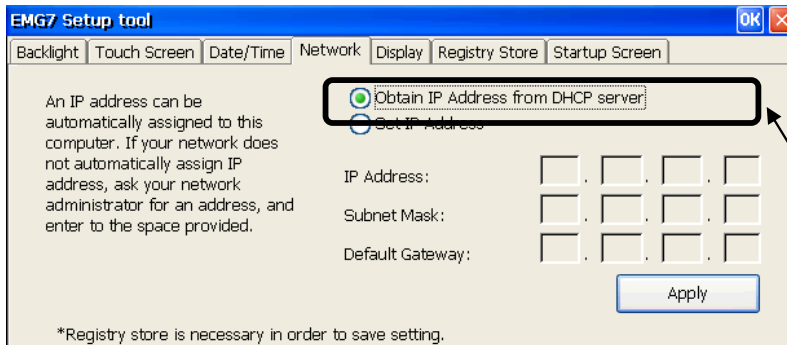 EMG7 Setup tool
OK
Backlight Touch Screen Date/Time Network Display Registry Store Startup Screen
An IP address can be
automatically assigned to this
computer. If your network does
not automatically assign IP
address, ask your network
administrator for an address, and
enter to the space provided.
Obtain IP Address from DHCP server
Set IP Address
IP Address:
Subnet Mask:
Default Gateway:
Apply
*Registry store is necessary in order to save setting.